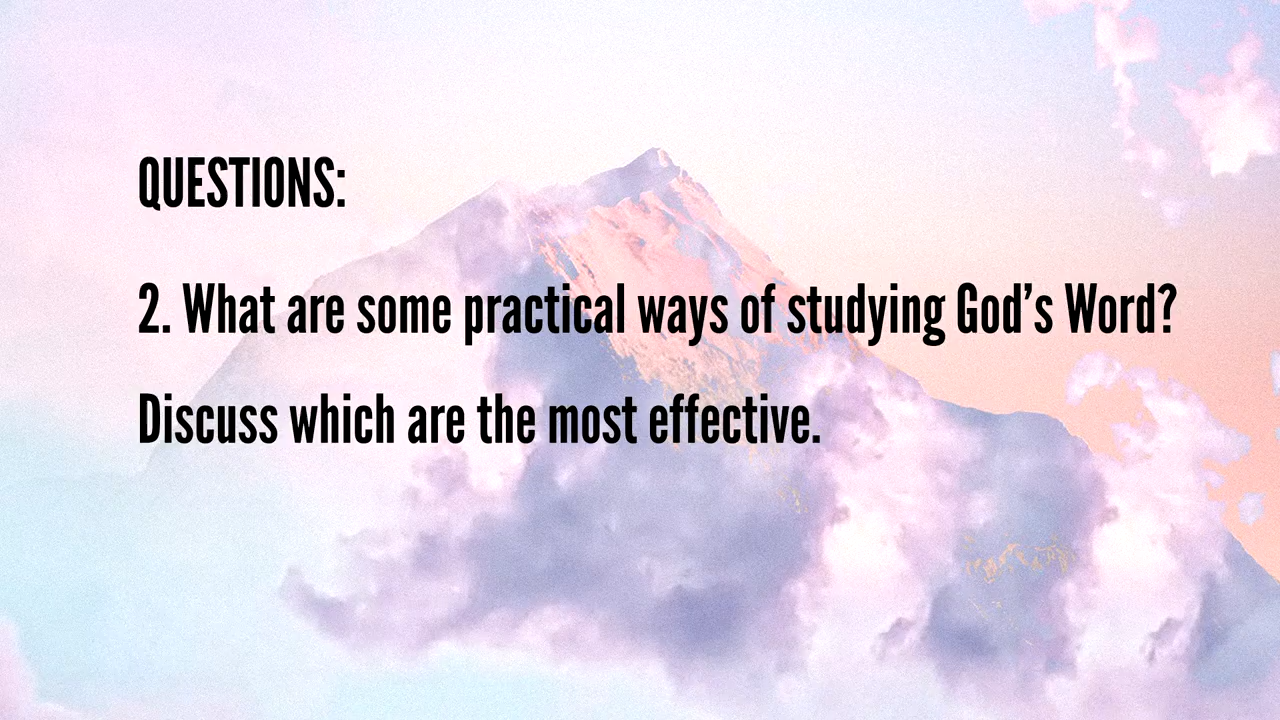 QUESTIONS:
2. What are some practical ways of studying God’s Word?
Discuss which are the most effective.